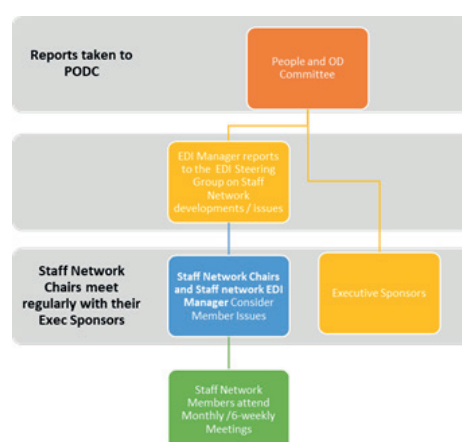 Reports taken to
PODC
People and OD
Committee
EDI Manager reports
to the EDI Steering
Group on Staff
Network
developments / issues
Staff Network
Chairs meet
regularly with their
Exec Sponsors
Staff Network Chairs
and Staff network EDI
Manager Consider
Member Issues
Executive Sponsors
Staff Network
Members attend
Monthly /6-weekly
Meetings